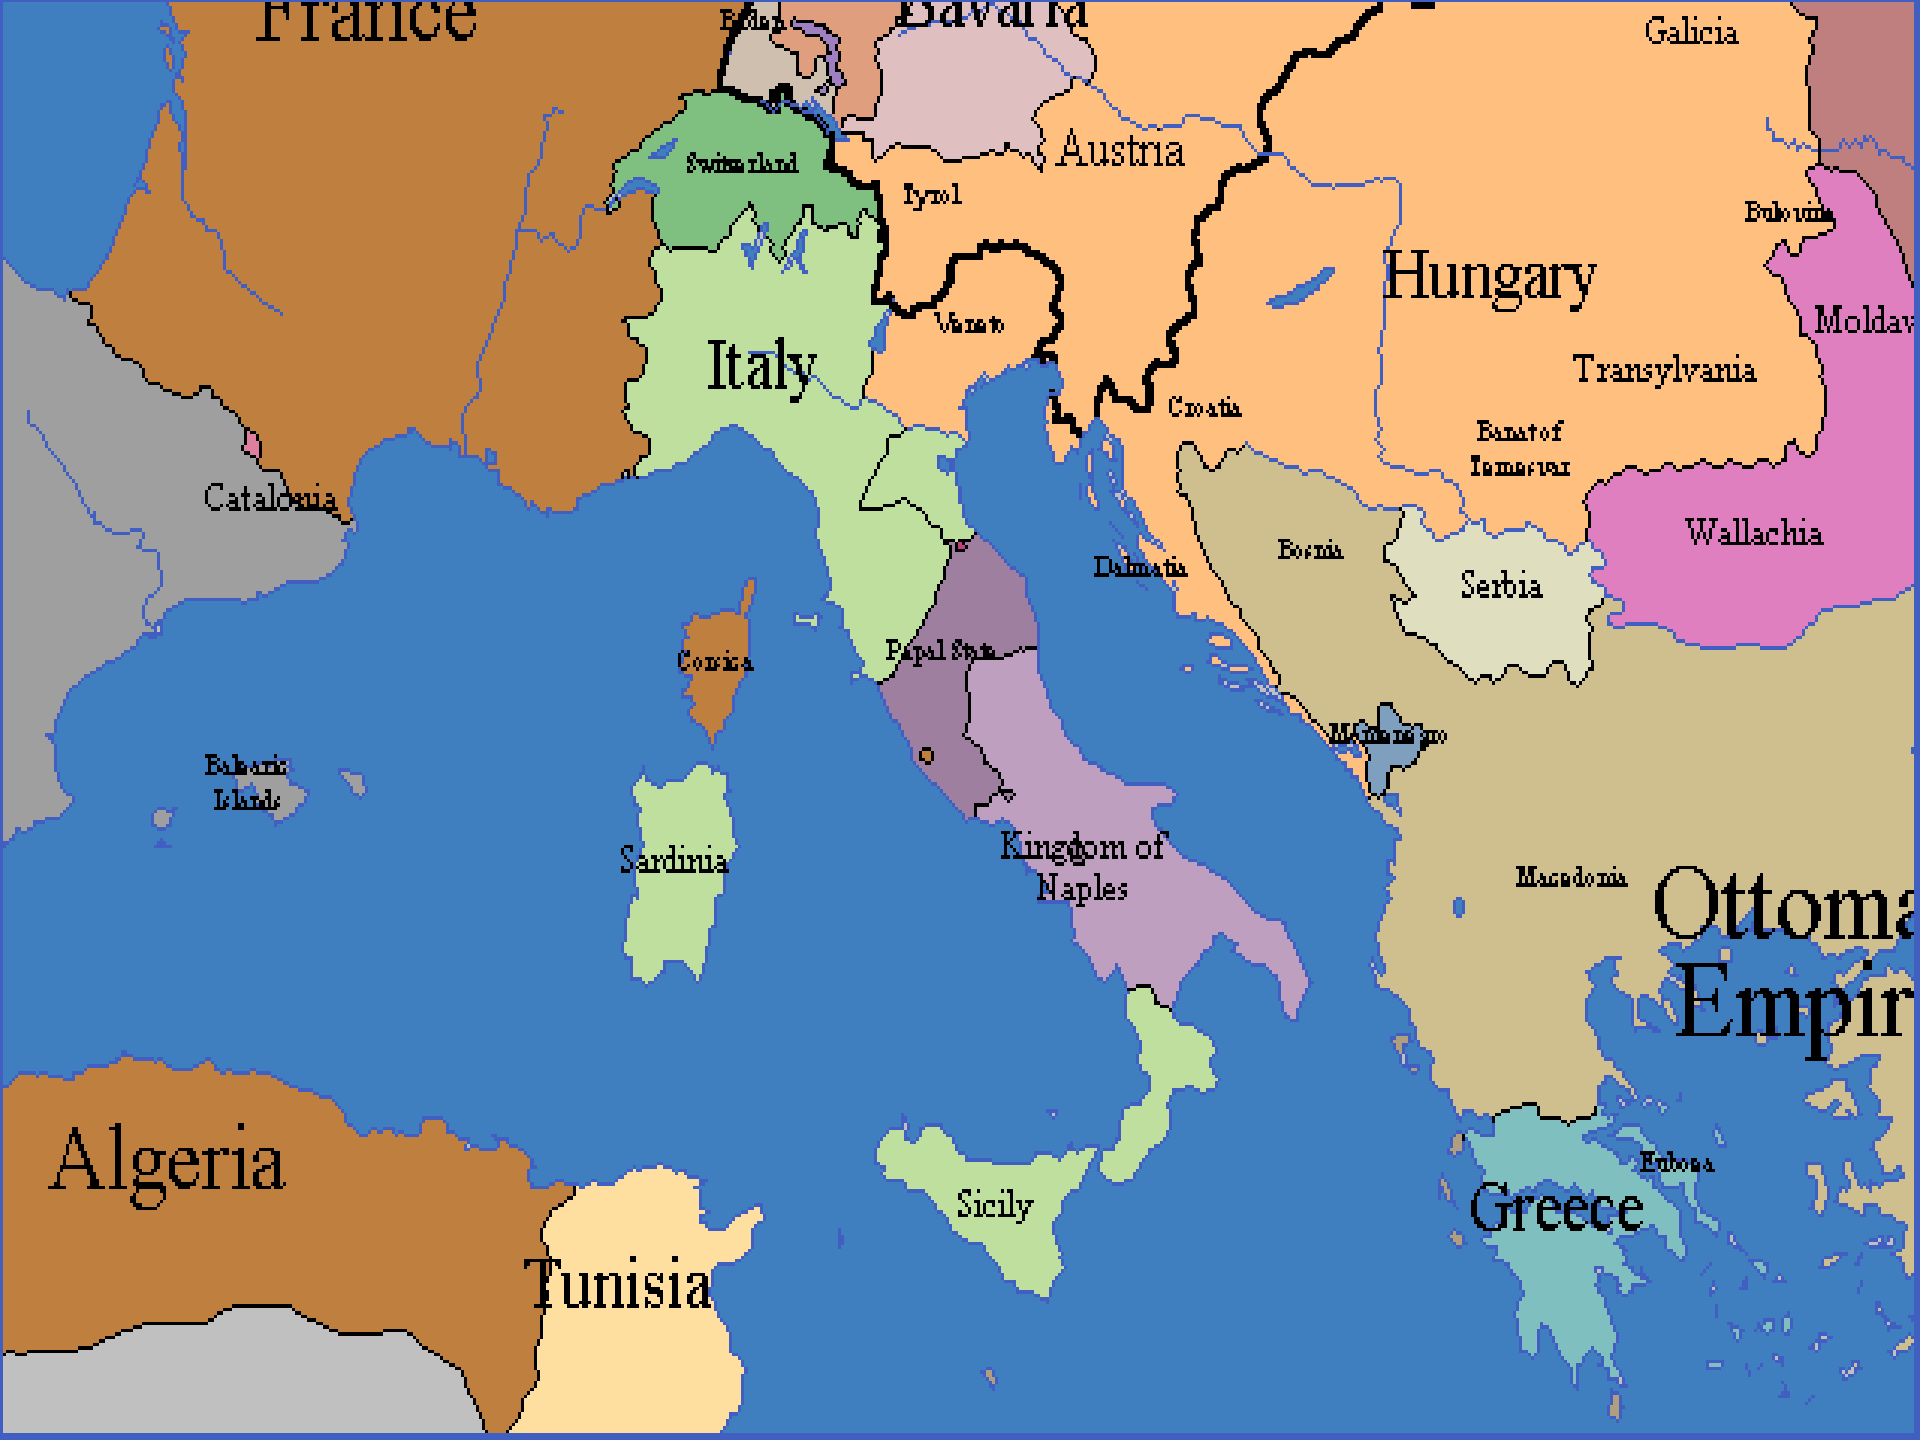 France
Baden
Bavaria
Galicia
Switzerland
Austria
Tyrol
Bukovina
Hungary
Moldav
Veneto
Italy
Transylvania
Croatia
Banat of
Temesvar
Catalonia
Wallachia
Bosnia
Dalmatia
Serbia
Papal State
Corsica
Montenegro
Balearic
Islands
Kingdom of
Naples
Sardinia
Macedonia
Ottoma
Empir
Algeria
Euboea
Sicily
Greece
Tunisia